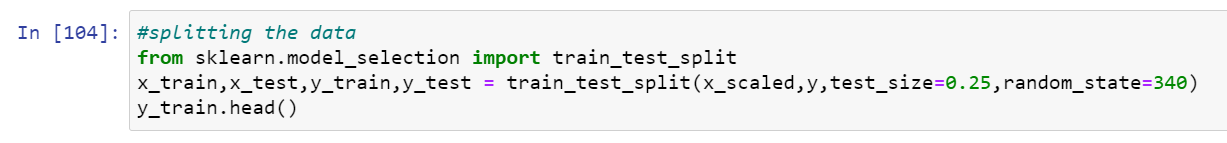 In [104]: #splitting the data
from sklearn.model_selection import train_test_split
x_train,x_test,y_train,y_test = train_test_split(x_scaled,y,test_size=0.25,random_state=340)
y_train.head()